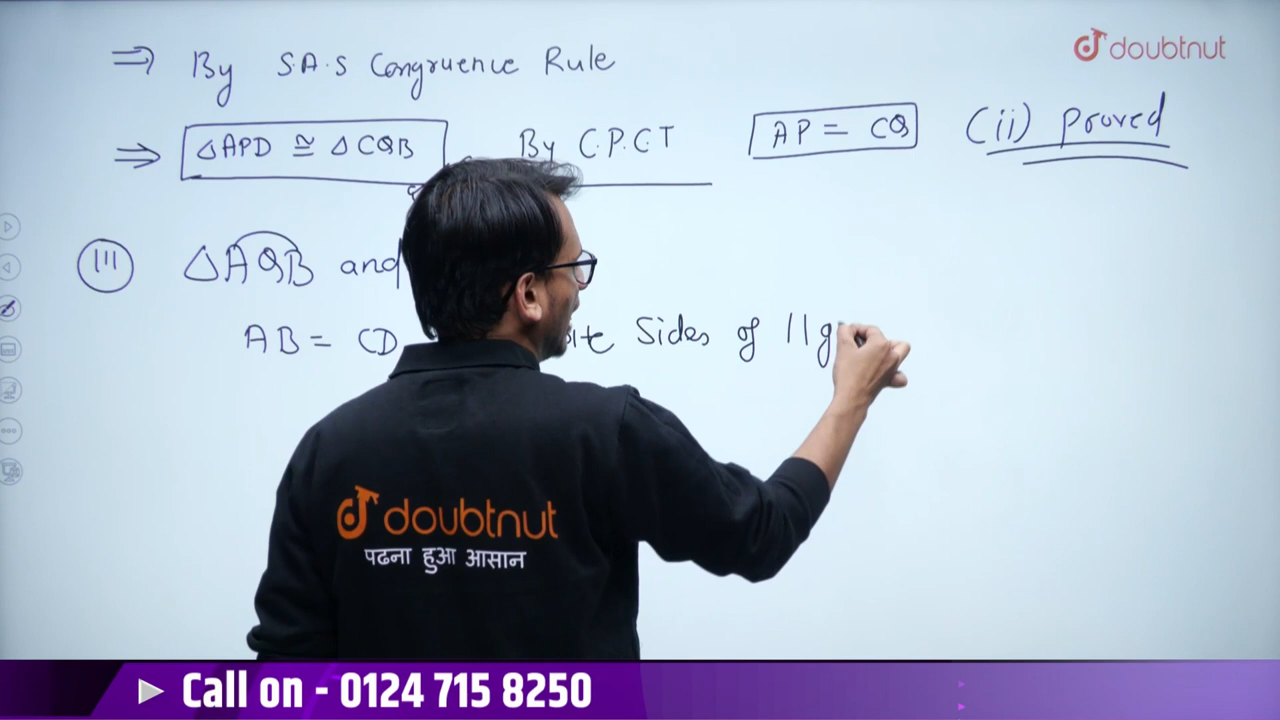 ⇒ By S.A.S Congruence Rule
doubtnut
⇒ △APD ≅ △CQB By C.P.C.T AP = CQ (ii) proved
III △AQB and
AB = CD Sides of ||g
doubtnut
पढना हुआ आसान
Call on - 0124 715 8250